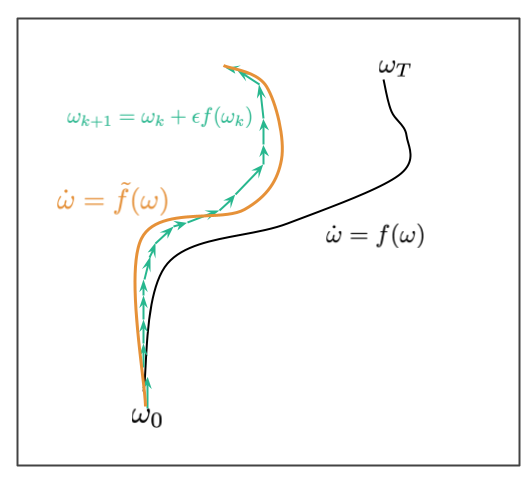 ω_T
ω_{k+1} = ω_k + ϵf(ω_k)
ω̇ = f̃(ω)
ω̇ = f(ω)
ω_0